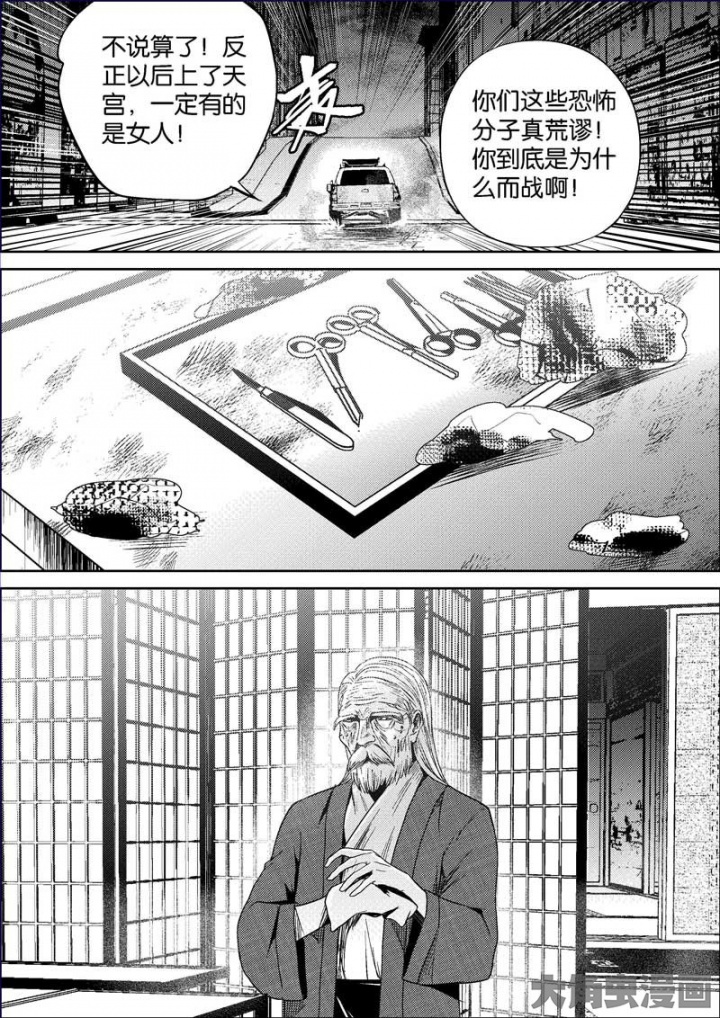 你们这些恐怖
分子真荒谬！
你到底是为什
么而战啊！
不说算了！反
正以后上了天
宫，一定有的
是女人！
大角虫漫画